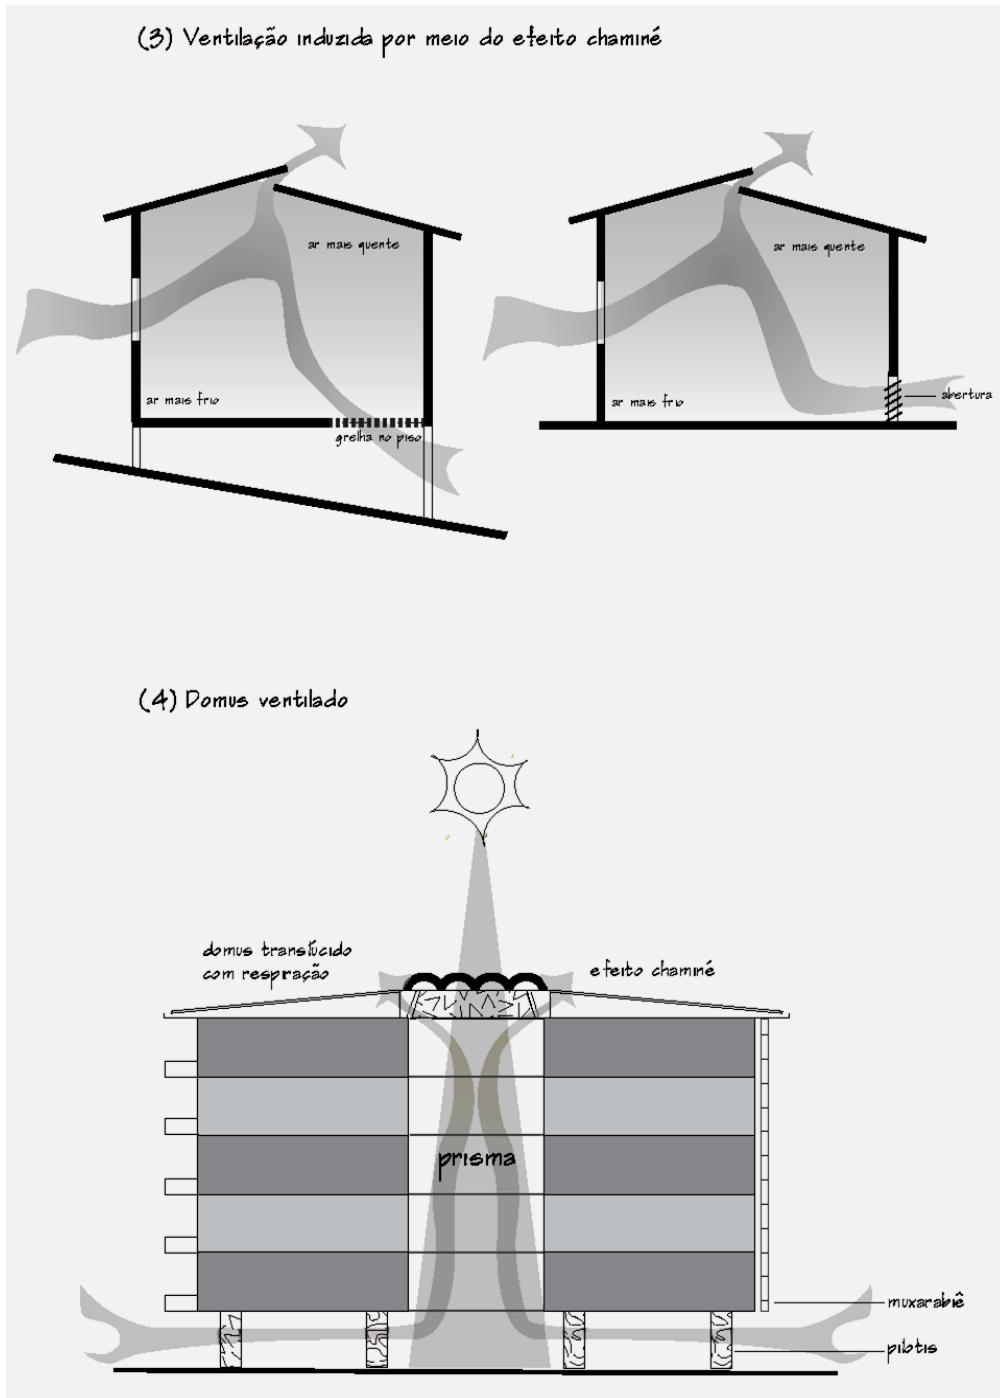 (3) Ventilação induzida por meio do efeito chaminé
ar mais quente
ar mais frio
grelha no piso
ar mais quente
ar mais frio
abertura
(4) Domus ventilado
domus translúcido
com respiração
efeito chaminé
prisma
muxarabiê
pilotis